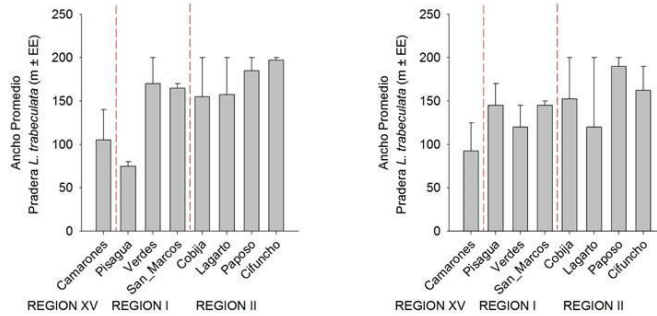 Ancho Promedio
Pradera L. trabeculata (m ± EE)
250
200
150
100
50
0
Camarones
Pisagua
Verdes
San_Marcos
Cobija
Lagarto
Paposo
Cifuncho
REGION XV REGION I REGION II
Ancho Promedio
Pradera L. trabeculata (m ± EE)
250
200
150
100
50
0
Camarones
Pisagua
Verdes
San_Marcos
Cobija
Lagarto
Paposo
Cifuncho
REGION XV REGION I REGION II